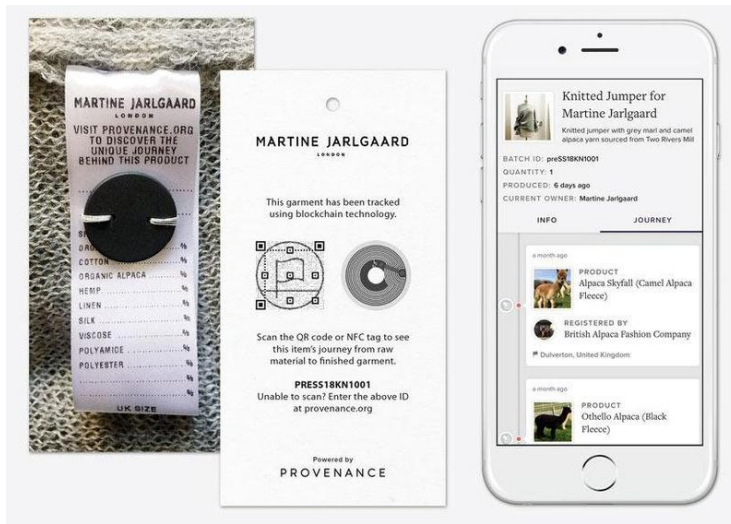 MARTINE JARLGAARD
LONDON
VISIT PROVENANCE.ORG
TO DISCOVER THE
UNIQUE JOURNEY
BEHIND THIS PRODUCT
%
COTTON %
ORGANIC ALPACA %
HEMP %
LINEN %
SILK %
VISCOSE %
POLYAMIDE %
POLYESTER %
%
%
UK SIZE
MARTINE JARLGAARD
LONDON
This garment has been tracked
using blockchain technology.
Scan the QR code or NFC tag to see
this item's journey from raw
material to finished garment.
PRESS18KN1001
Unable to scan? Enter the above ID
at provenance.org
Powered by
PROVENANCE
Knitted Jumper for
Martine Jarlgaard
Knitted jumper with grey marl and camel
alpaca yarn sourced from Two Rivers Mill
BATCH ID: preSS18KN1001
QUANTITY: 1
PRODUCED: 6 days ago
CURRENT OWNER: Martine Jarlgaard
INFO JOURNEY
a month ago
PRODUCT
Alpaca Skyfall (Camel Alpaca
Fleece)
REGISTERED BY
British Alpaca Fashion Company
Dulverton, United Kingdom
a month ago
PRODUCT
Othello Alpaca (Black
Fleece)